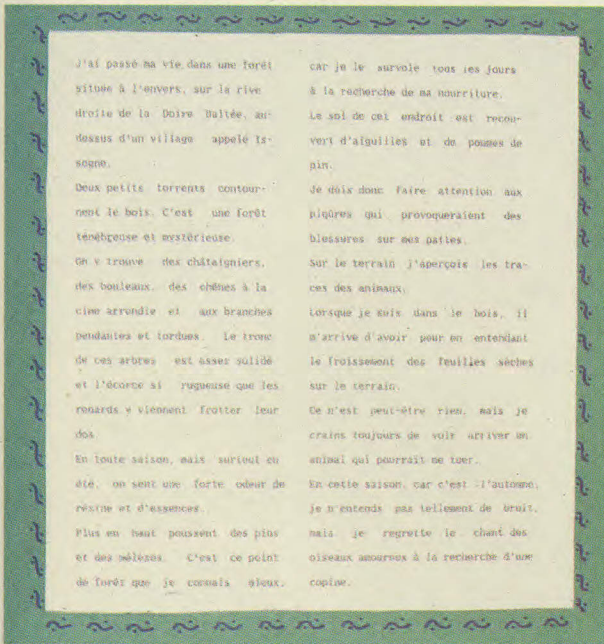 J'ai passé ma vie dans une forêt
située à l'envers, sur la rive
droite de la Doire Baltée, au-
dessus d'un village appelé Is-
sogne.
Deux petits torrents contour-
nent le bois. C'est une forêt
ténébreuse et mystérieuse.
On y trouve des châtaigniers,
des bouleaux, des chênes à la
cime arrondie et aux branches
pendantes et tordues. Le tronc
de ces arbres est assez solide
et l'écorce si rugueuse que les
renards y viennent frotter leur
dos.
En toute saison, mais surtout en
été, on sent une forte odeur de
résine et d'essences.
Plus en haut poussent des pins
et des mélèzes. C'est ce point
de forêt que je connais mieux,
car je le survole tous les jours
à la recherche de ma nourriture.
Le sol de cet endroit est recou-
vert d'aiguilles et de pommes de
pin.
Je dois donc faire attention aux
piqûres qui provoqueraient des
blessures sur mes pattes.
Sur le terrain j'aperçois les tra-
ces des animaux.
Lorsque je suis dans le bois, il
m'arrive d'avoir peur en entendant
le froissement des feuilles sèches
sur le terrain.
Ce n'est peut-être rien, mais je
crains toujours de voir arriver un
animal qui pourrait me tuer.
En cette saison, car c'est l'automne,
je n'entends pas tellement de bruit,
mais je regrette le chant des
oiseaux amoureux à la recherche d'une
copine.